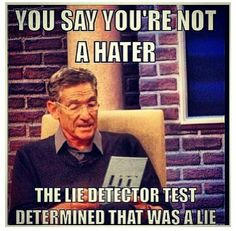 YOU SAY YOU'RE NOT
A HATER
THE LIE DETECTOR TEST
DETERMINED THAT WAS A LIE